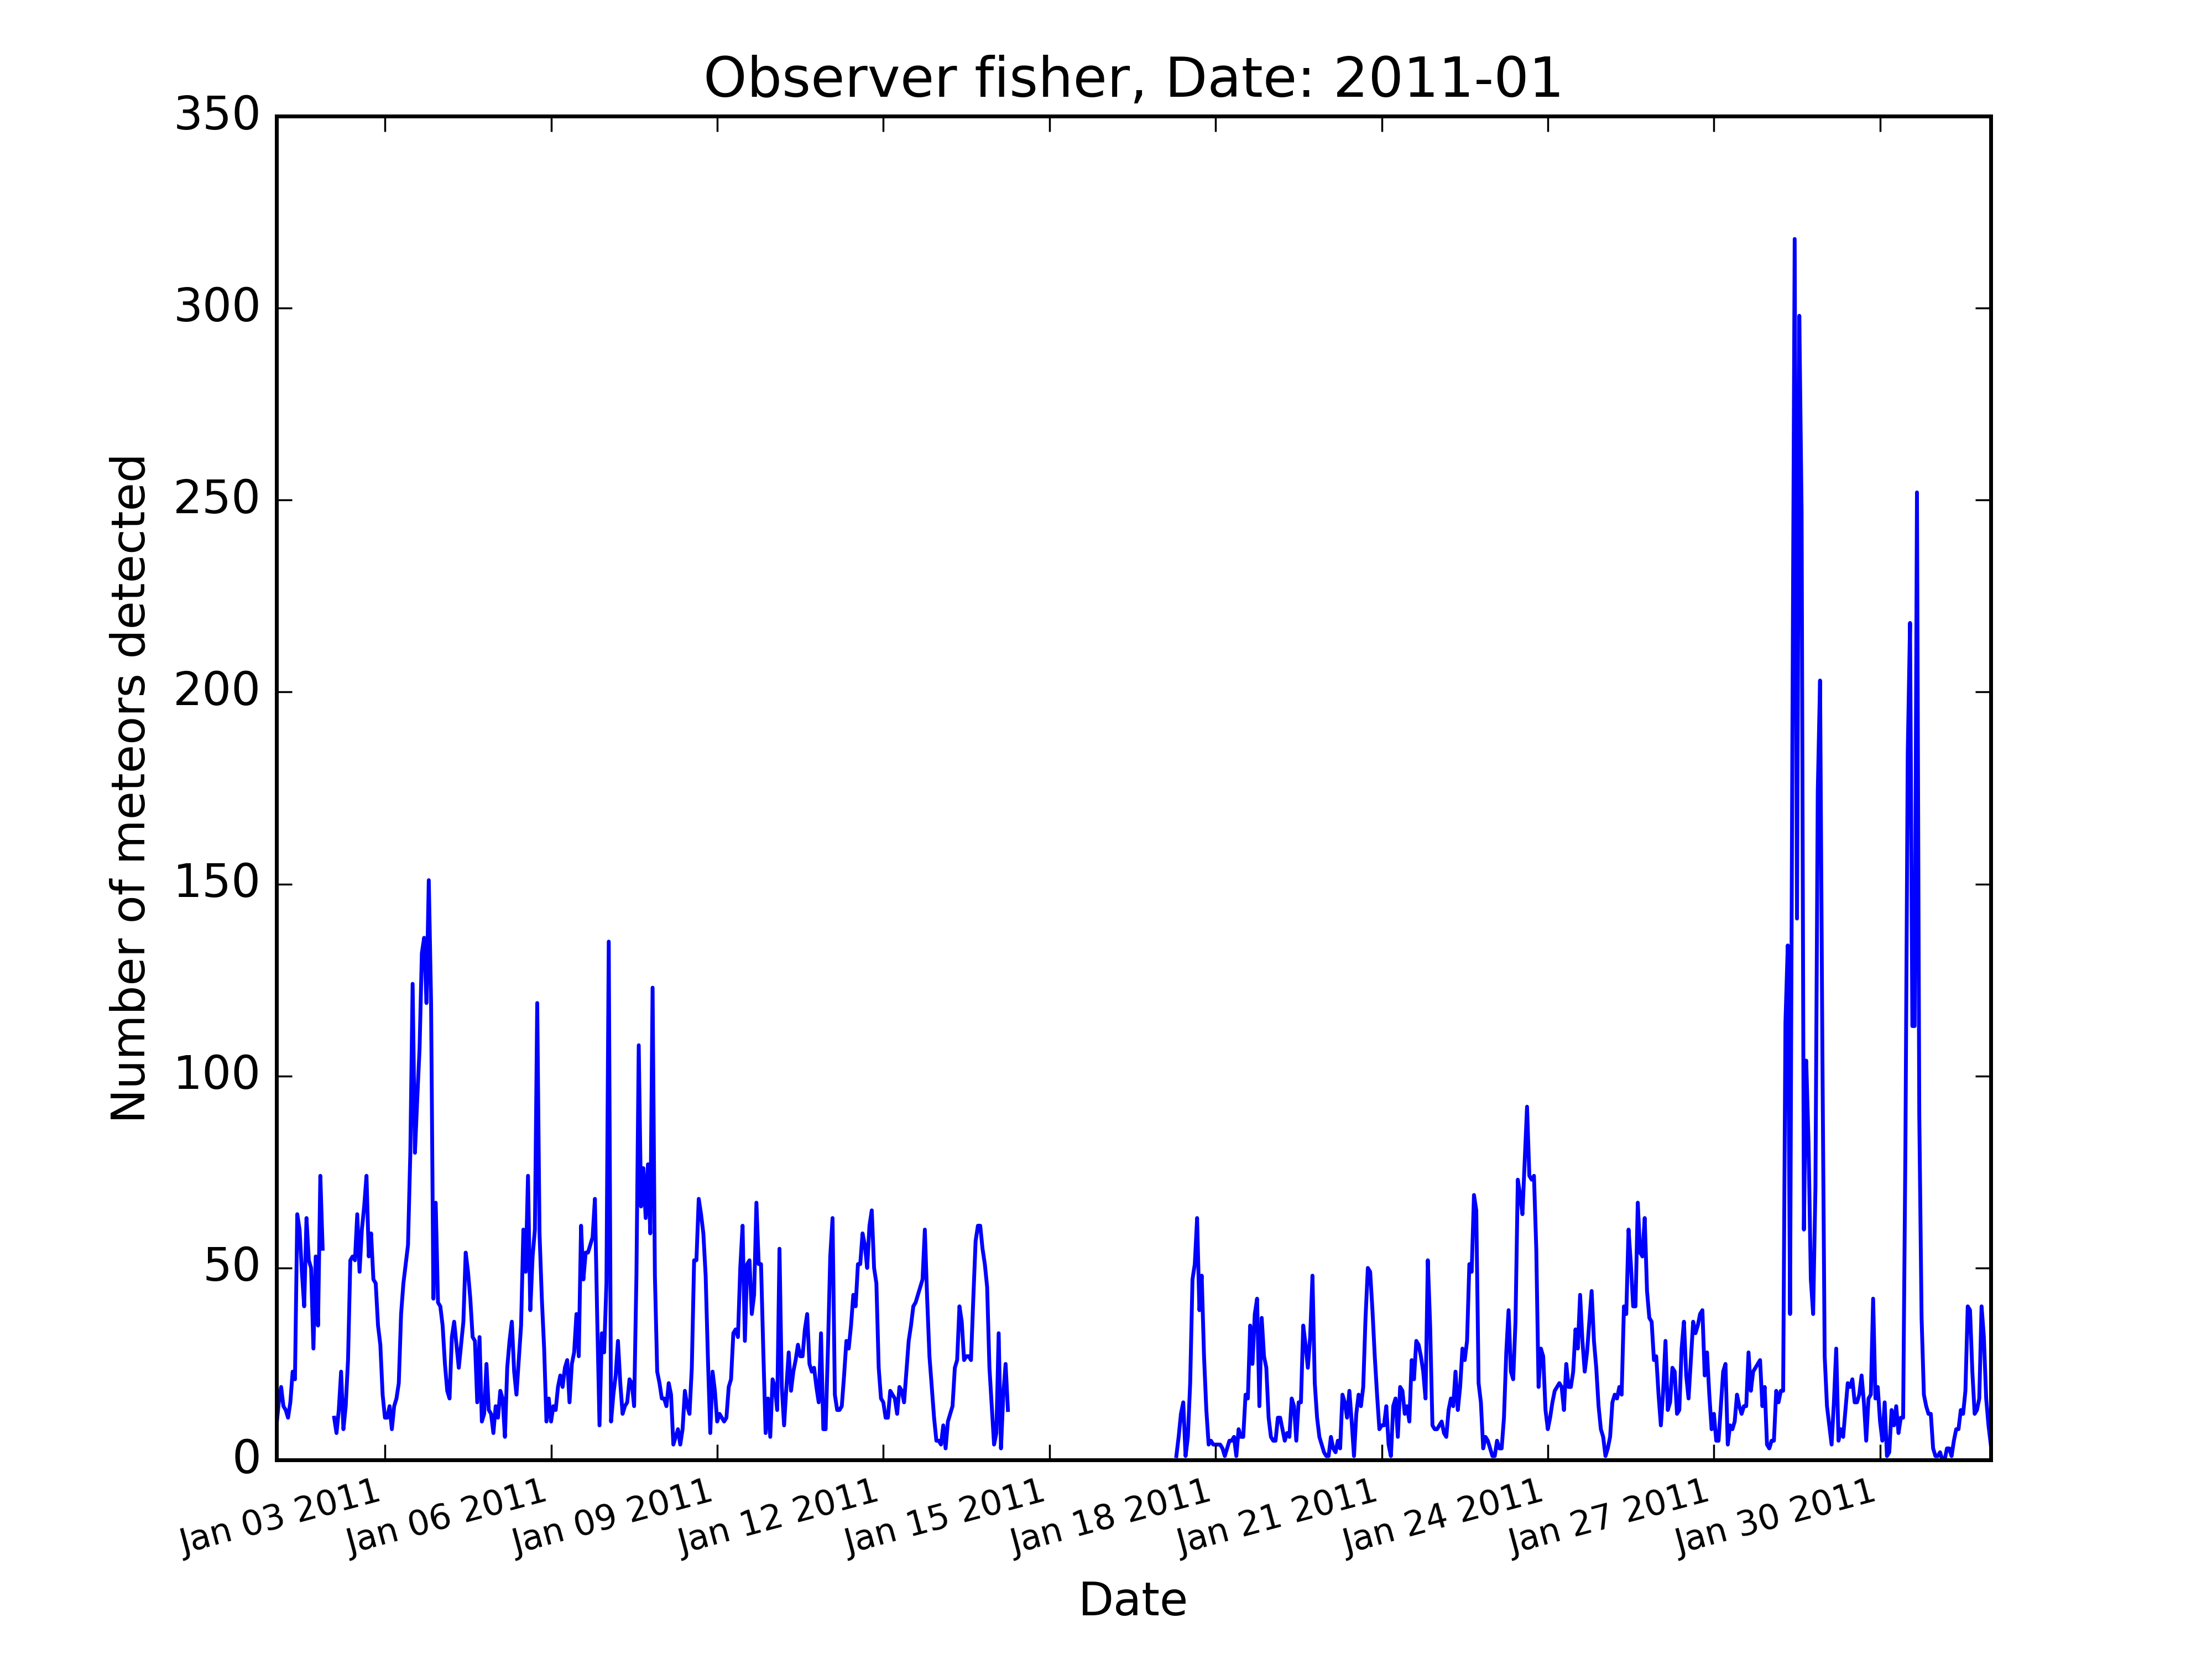 Observer fisher, Date: 2011-01
350
300
250
200
150
100
50
0
Number of meteors detected
Jan 03 2011
Jan 06 2011
Jan 09 2011
Jan 12 2011
Jan 15 2011
Jan 18 2011
Jan 21 2011
Jan 24 2011
Jan 27 2011
Jan 30 2011
Date